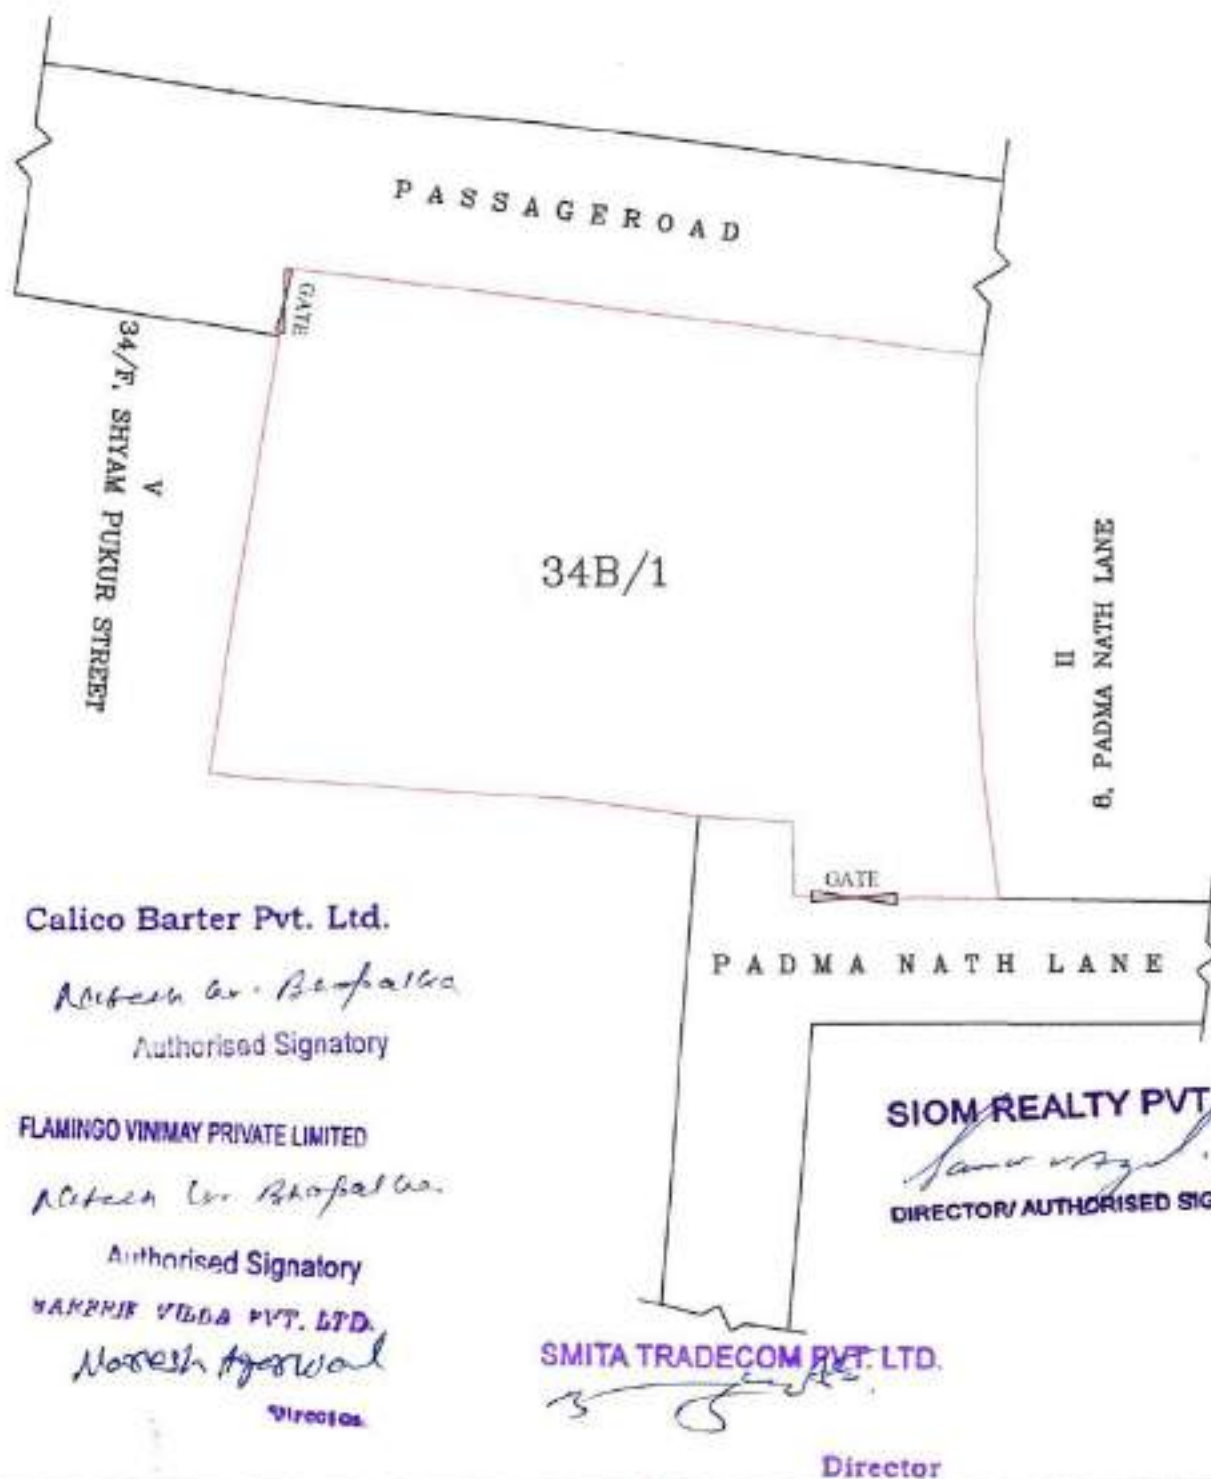 PASSAGEROAD
GATE
34/F, SHYAM PUKUR STREET
V
34B/1
II
8, PADMA NATH LANE
GATE
PADMA NATH LANE
Calico Barter Pvt. Ltd.
Authorised Signatory
FLAMINGO VINIMAY PRIVATE LIMITED
Authorised Signatory
VILLA PVT. LTD.
Naresh Agarwal
Director
SIOM REALTY PVT
DIRECTOR/ AUTHORISED SIG
SMITA TRADECOM PVT. LTD.
Director